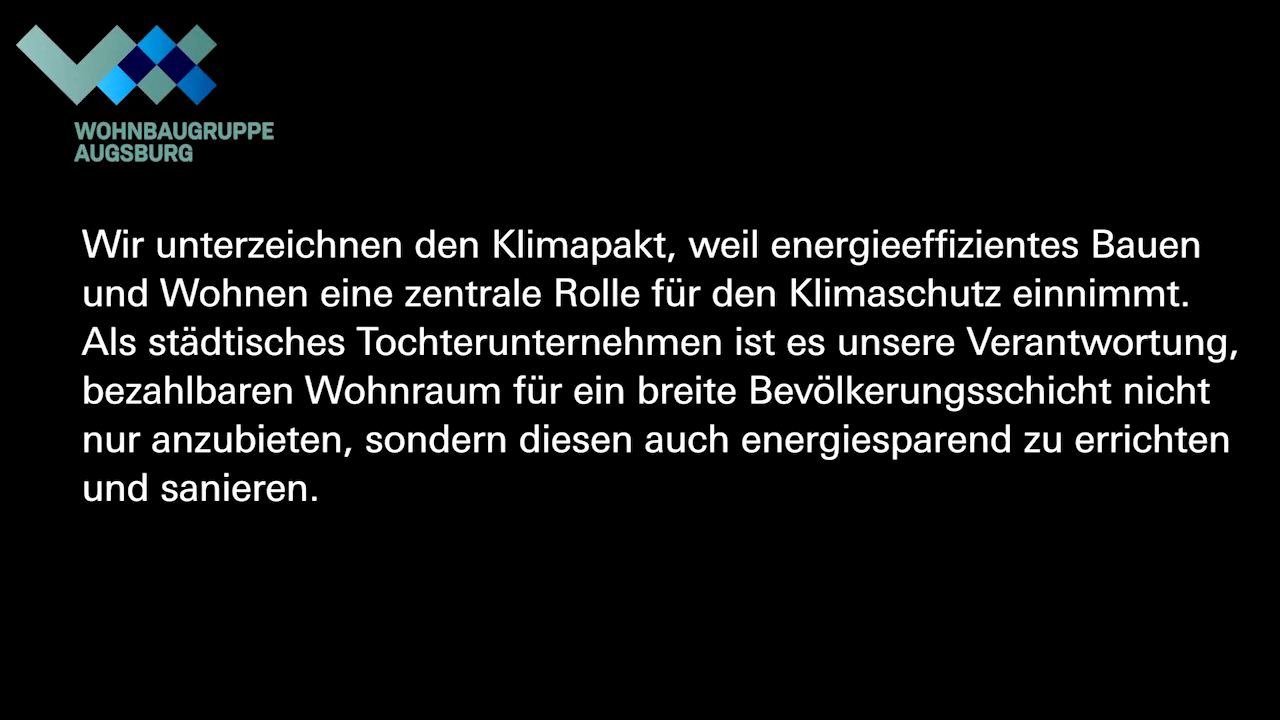 WOHNBAUGRUPPE
AUGSBURG
Wir unterzeichnen den Klimapakt, weil energieeffizientes Bauen
und Wohnen eine zentrale Rolle für den Klimaschutz einnimmt.
Als städtisches Tochterunternehmen ist es unsere Verantwortung,
bezahlbaren Wohnraum für ein breite Bevölkerungsschicht nicht
nur anzubieten, sondern diesen auch energiesparend zu errichten
und sanieren.